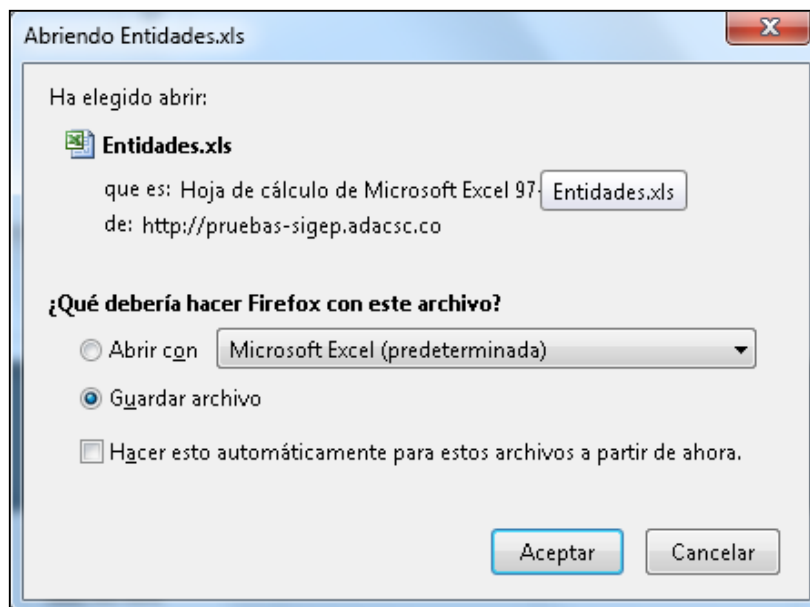 Abriendo Entidades.xls
Ha elegido abrir:
Entidades.xls
que es: Hoja de cálculo de Microsoft Excel 97- Entidades.xls
de: http://pruebas-sigep.adacsc.co
¿Qué debería hacer Firefox con este archivo?
Abrir con Microsoft Excel (predeterminada)
Guardar archivo
Hacer esto automáticamente para estos archivos a partir de ahora.
Aceptar Cancelar